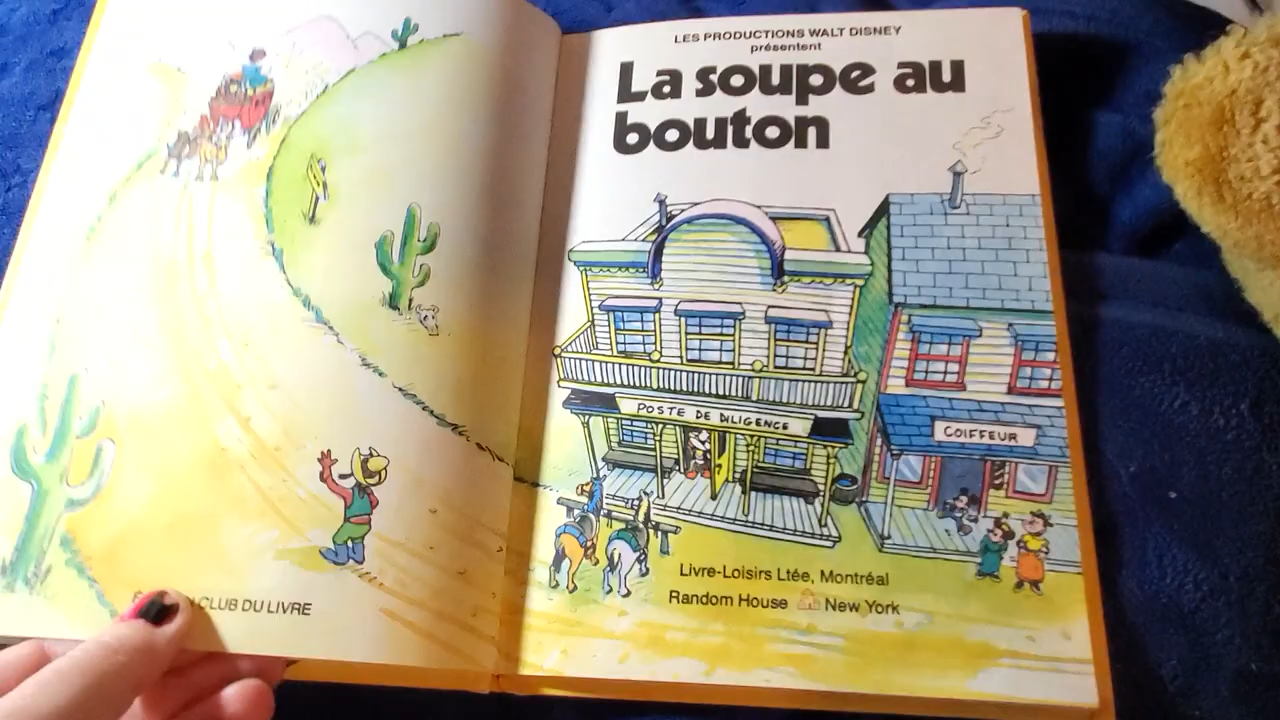 CLUB DU LIVRE
LES PRODUCTIONS WALT DISNEY
présentent
La soupe au
bouton
POSTE DE DILIGENCE
COIFFEUR
Livre-Loisirs Ltée, Montréal
Random House New York